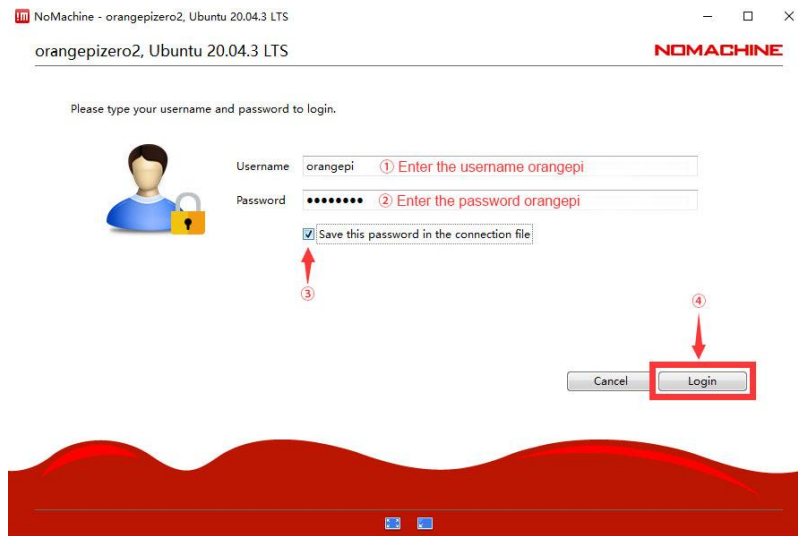 NoMachine - orangepizero2, Ubuntu 20.04.3 LTS
orangepizero2, Ubuntu 20.04.3 LTS
NOMACHINE
Please type your username and password to login.
Username orangepi ① Enter the username orangepi
Password •••••••• ② Enter the password orangepi
Save this password in the connection file
③
④
Cancel Login